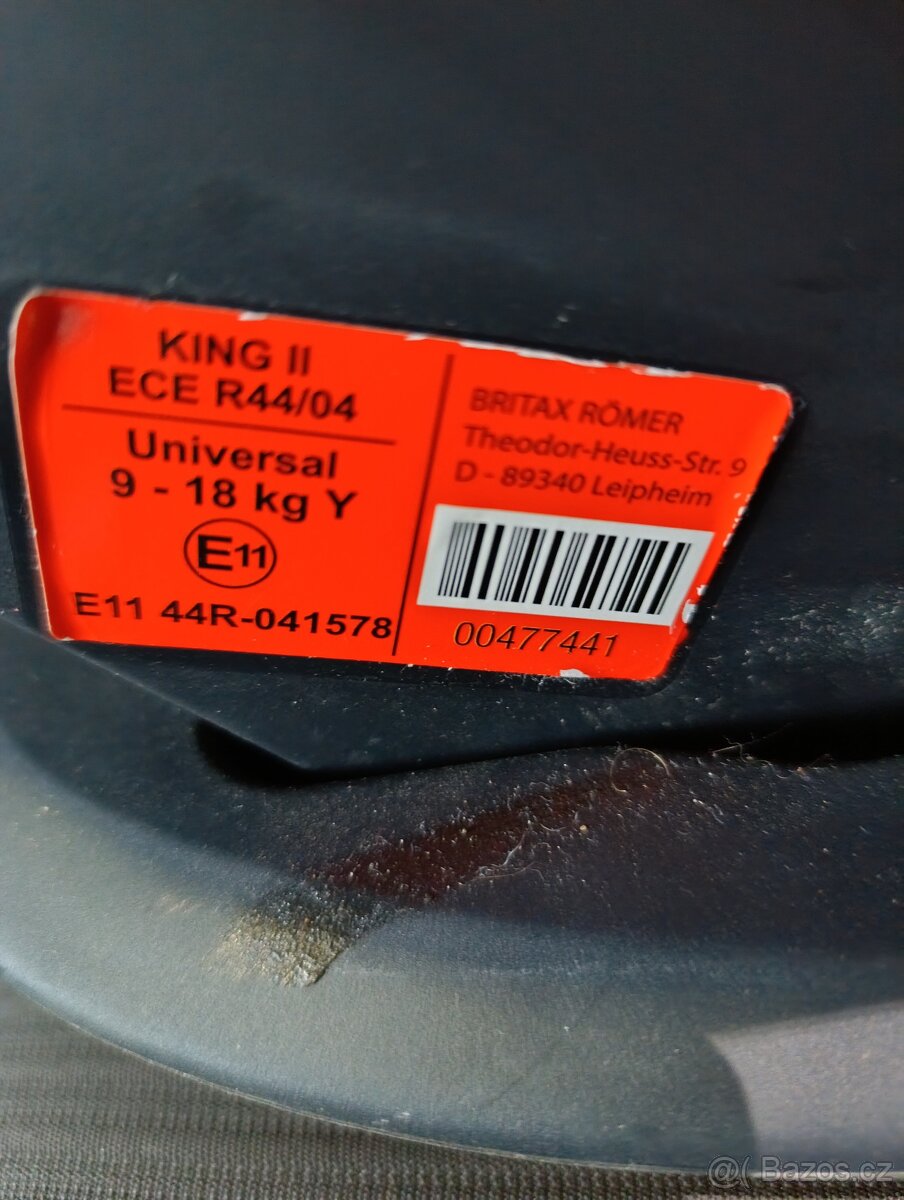 KING II
ECE R44/04
Universal
9 - 18 kg Y
E11
E11 44R-041578
BRITAX RÖMER
Theodor-Heuss-Str. 9
D - 89340 Leipheim
00477441
@( Bazos.cz